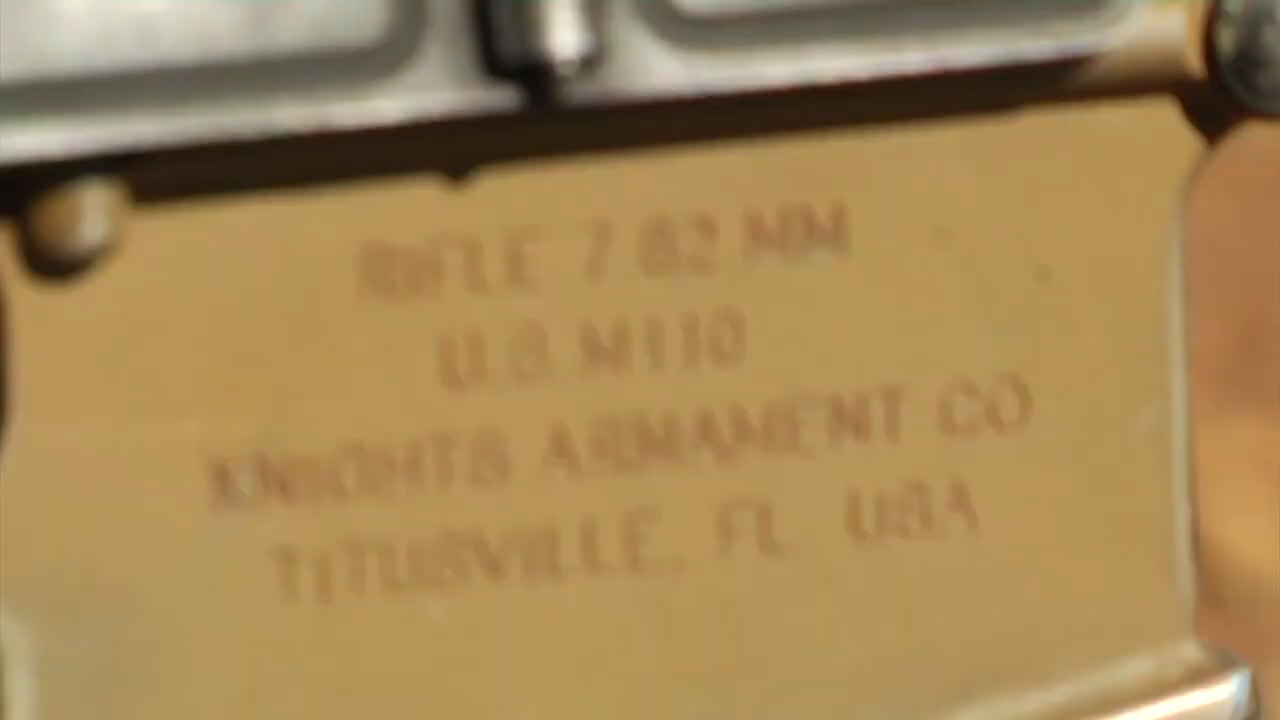 RIFLE 7.62 MM
U.S. M110
KNIGHTS ARMAMENT CO
TITUSVILLE, FL USA